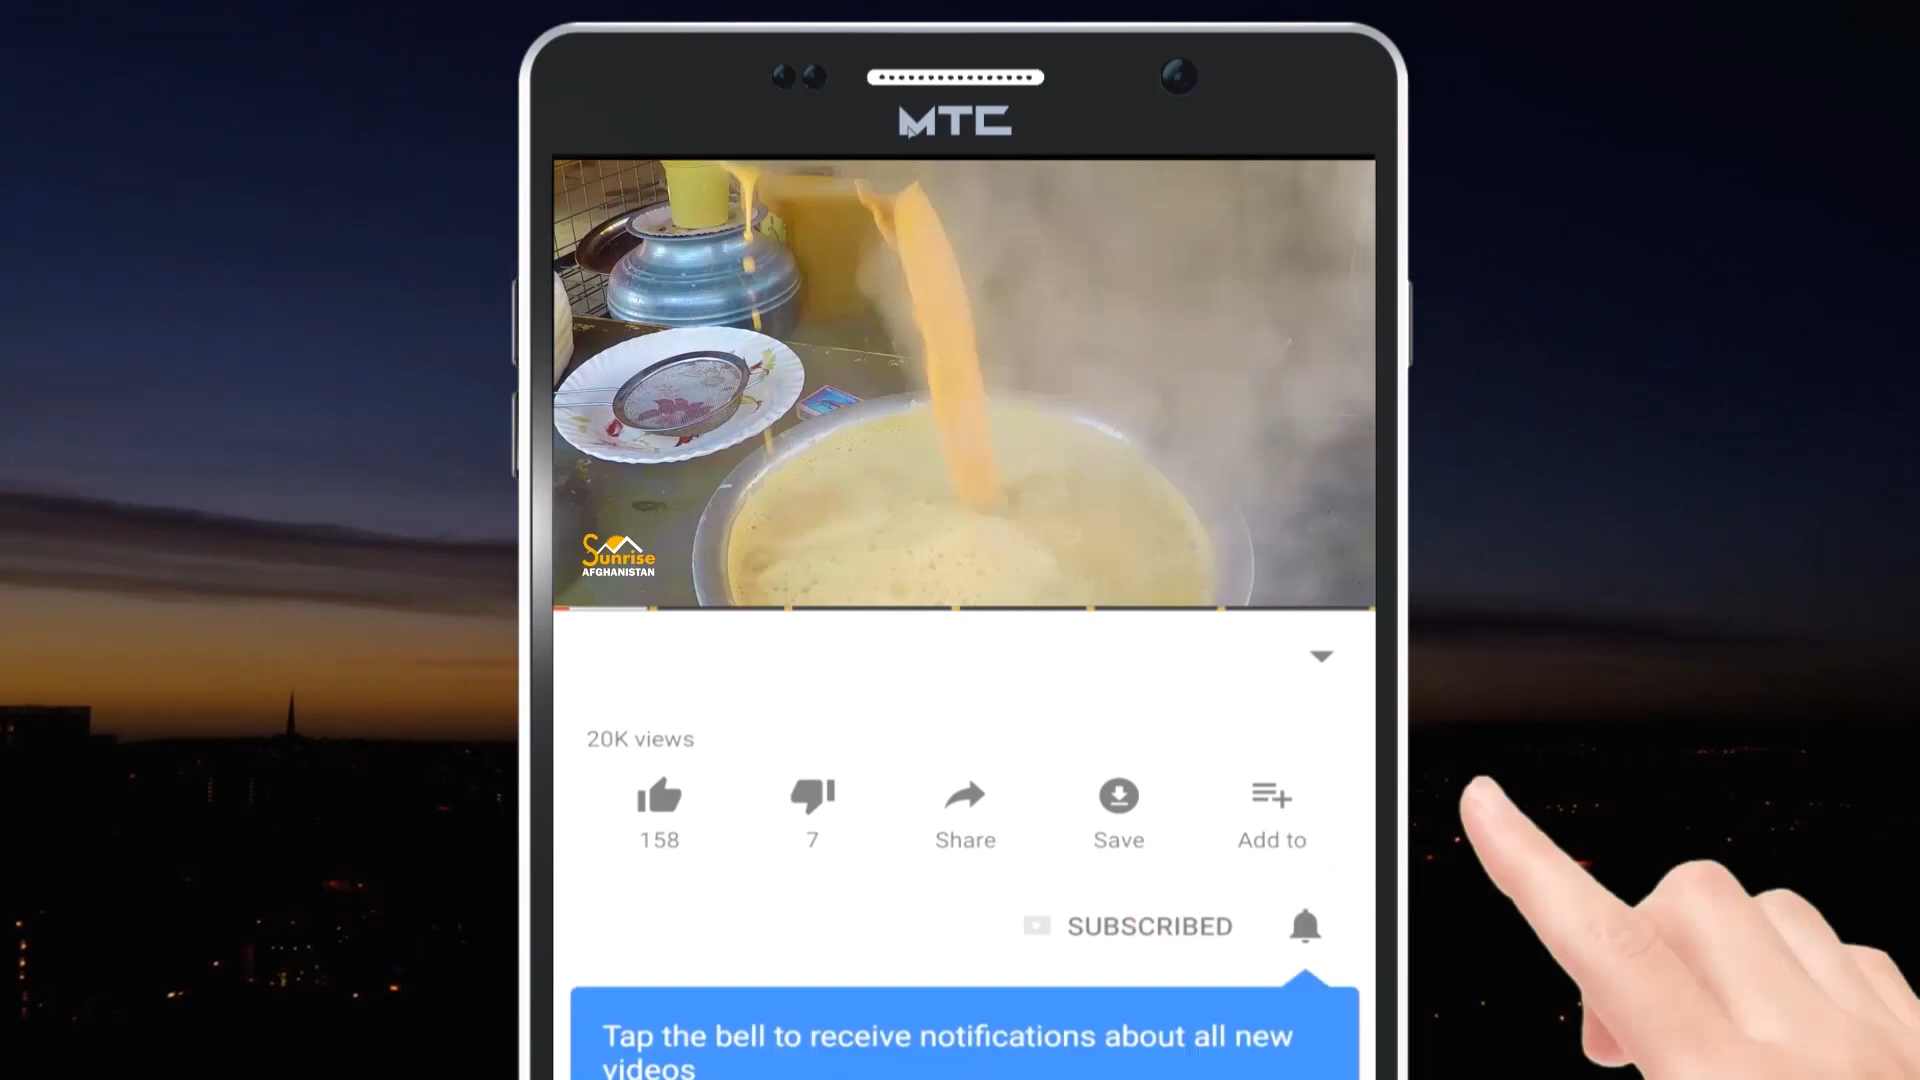 MTC
Sunrise
AFGHANISTAN
20K views
158
7
Share
Save
Add to
SUBSCRIBED
Tap the bell to receive notifications about all new
videos